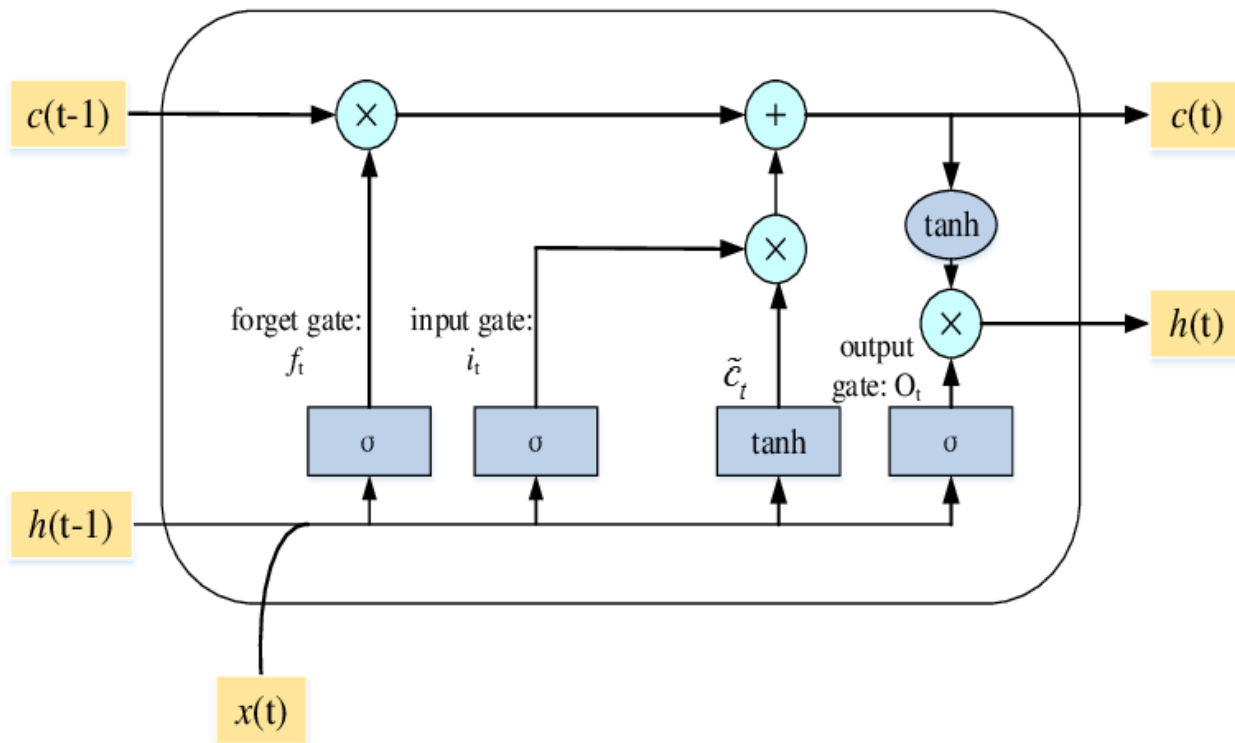 c(t-1)
×
+
c(t)
tanh
×
×
h(t)
forget gate:
f_t
input gate:
i_t
c̃_t
output
gate: O_t
σ
σ
tanh
σ
h(t-1)
x(t)